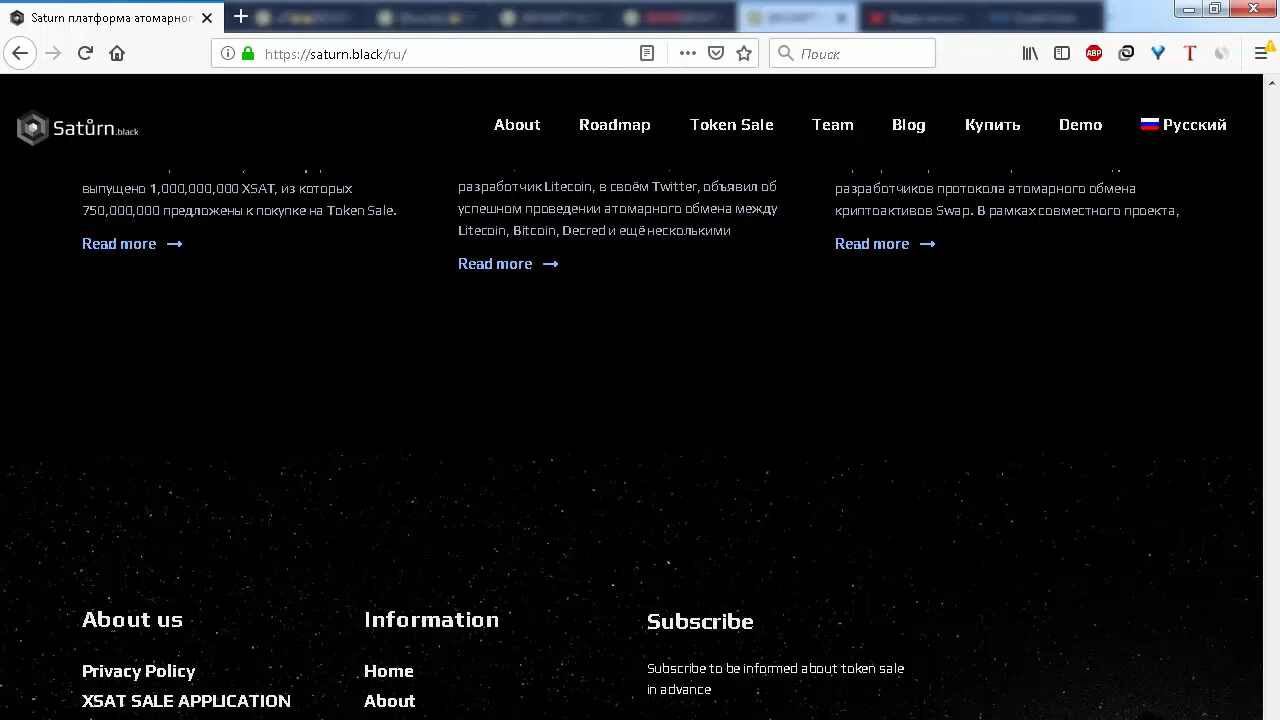 Saturn платформа атомарног
https://saturn.black/ru/
Поиск
ABP
T
Satůrn.black
About
Roadmap
Token Sale
Team
Blog
Купить
Demo
Русский
выпущено 1,000,000,000 XSAT, из которых
750,000,000 предложены к покупке на Token Sale.
Read more
разработчик Litecoin, в своём Twitter, объявил об
успешном проведении атомарного обмена между
Litecoin, Bitcoin, Decred и ещё несколькими
Read more
разработчиков протокола атомарного обмена
криптоактивов Swap. В рамках совместного проекта,
Read more
About us
Privacy Policy
XSAT SALE APPLICATION
Information
Home
About
Subscribe
Subscribe to be informed about token sale
in advance